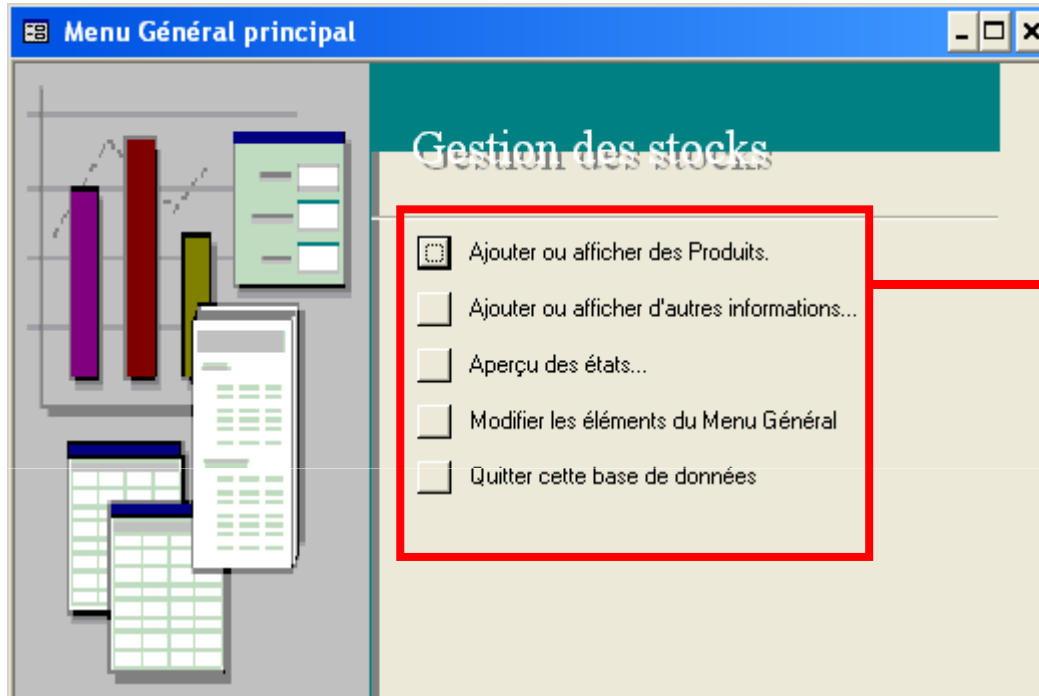 Menu Général principal
Gestion des stocks
Ajouter ou afficher des Produits.
Ajouter ou afficher d'autres informations...
Aperçu des états...
Modifier les éléments du Menu Général
Quitter cette base de données